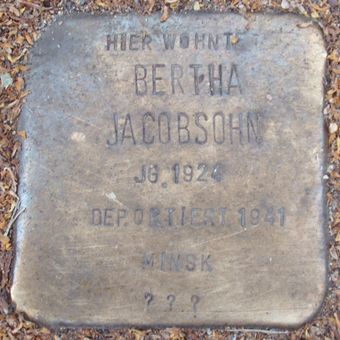 HIER WOHNTE
BERTHA
JACOBSOHN
JG. 1924
DEPORTIERT 1941
MINSK
? ? ?